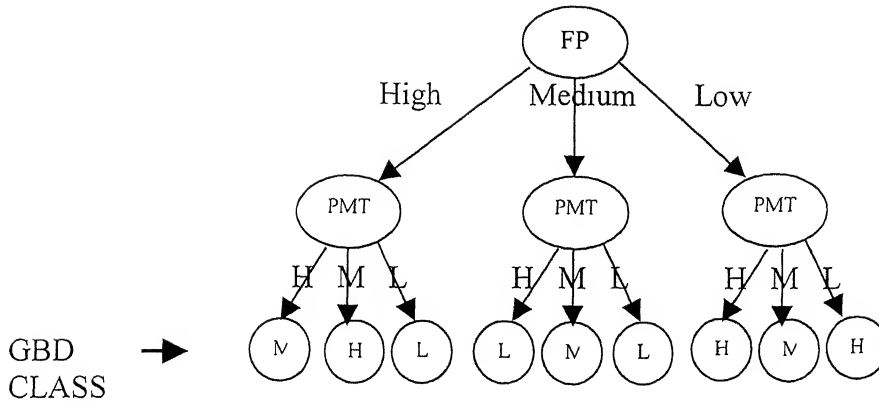 FP
High Medium Low
PMT PMT PMT
H M L H M L H M L
M H L L M L H M H
GBD
CLASS